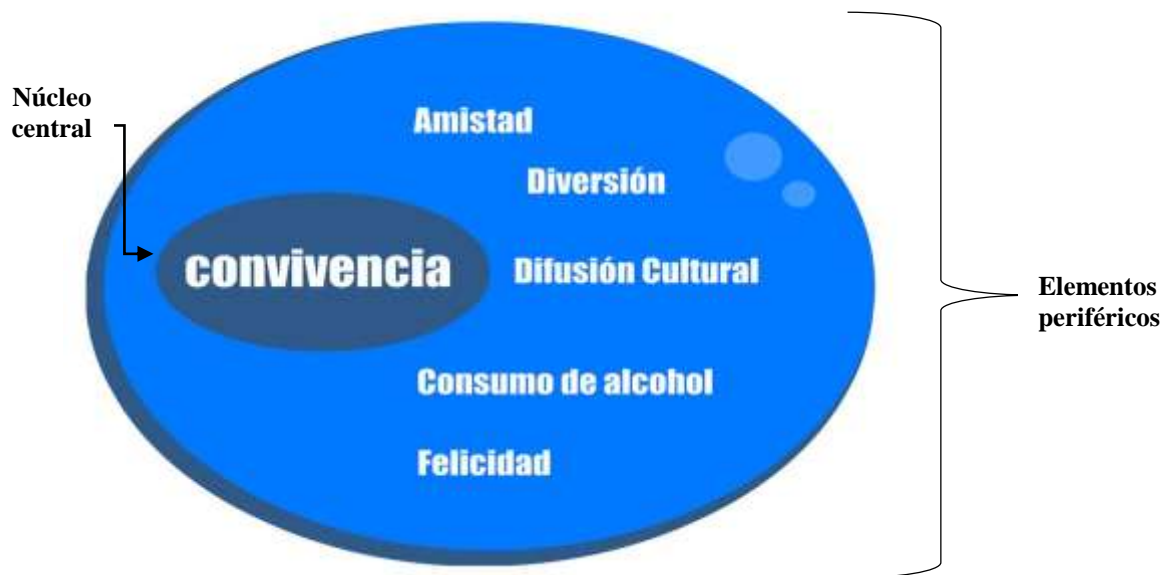 Núcleo
central
Amistad
Diversión
convivencia
Difusión Cultural
Consumo de alcohol
Felicidad
Elementos
periféricos